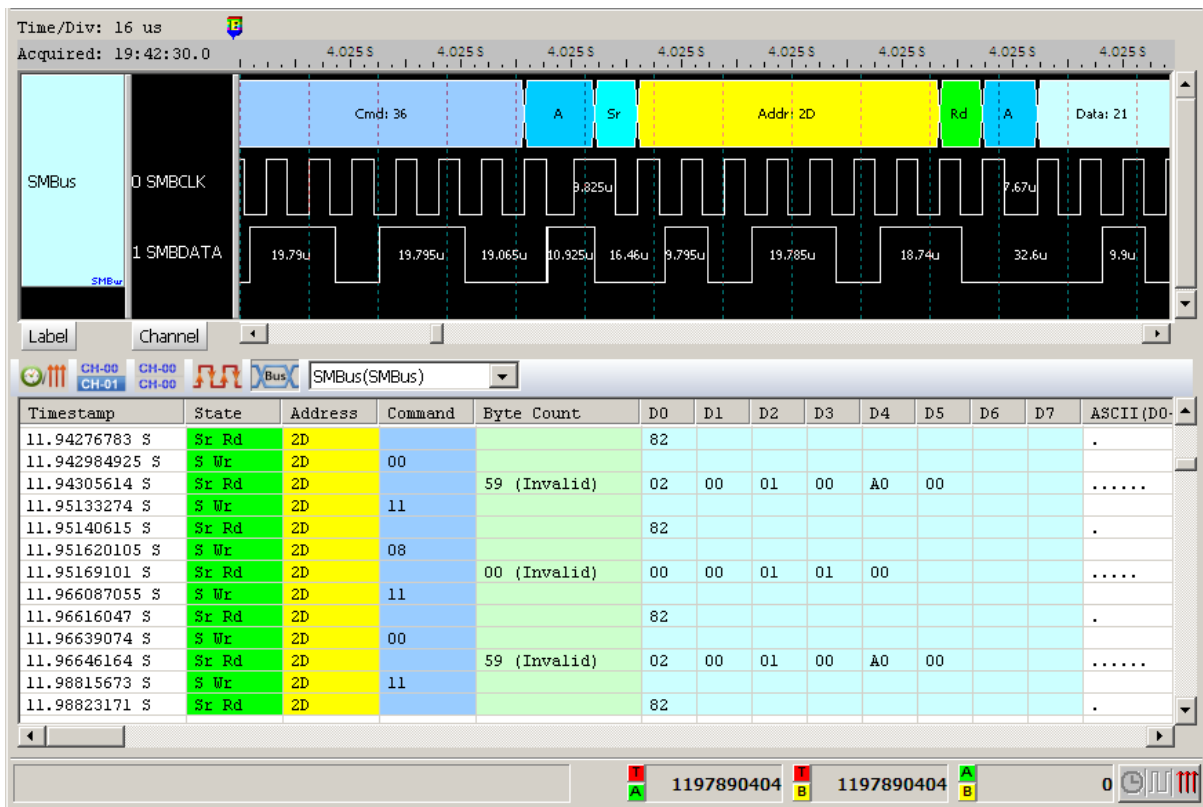 Time/Div: 16 us
B
Acquired: 19:42:30.0
4.025 S 4.025 S 4.025 S 4.025 S 4.025 S 4.025 S 4.025 S 4.025 S
Cmd: 36 A Sr Addr: 2D Rd A Data: 21
SMBus 0 SMBCLK 9.825u 7.67u
1 SMBDATA 19.79u 19.795u 19.065u 10.925u 16.46u 9.795u 19.785u 18.74u 32.6u 9.9u
SMBus
Label Channel
CH-00 CH-01 CH-00 CH-00 Bus SMBus(SMBus)
Timestamp State Address Command Byte Count D0 D1 D2 D3 D4 D5 D6 D7 ASCII(D0-
11.94276783 S Sr Rd 2D 82 .
11.942984925 S S Wr 2D 00
11.94305614 S Sr Rd 2D 59 (Invalid) 02 00 01 00 A0 00 ......
11.95133274 S S Wr 2D 11
11.95140615 S Sr Rd 2D 82 .
11.951620105 S S Wr 2D 08
11.95169101 S Sr Rd 2D 00 (Invalid) 00 00 01 01 00 .....
11.966087055 S S Wr 2D 11
11.96616047 S Sr Rd 2D 82 .
11.96639074 S S Wr 2D 00
11.96646164 S Sr Rd 2D 59 (Invalid) 02 00 01 00 A0 00 ......
11.98815673 S S Wr 2D 11
11.98823171 S Sr Rd 2D 82 .
T A 1197890404 T B 1197890404 A B 0